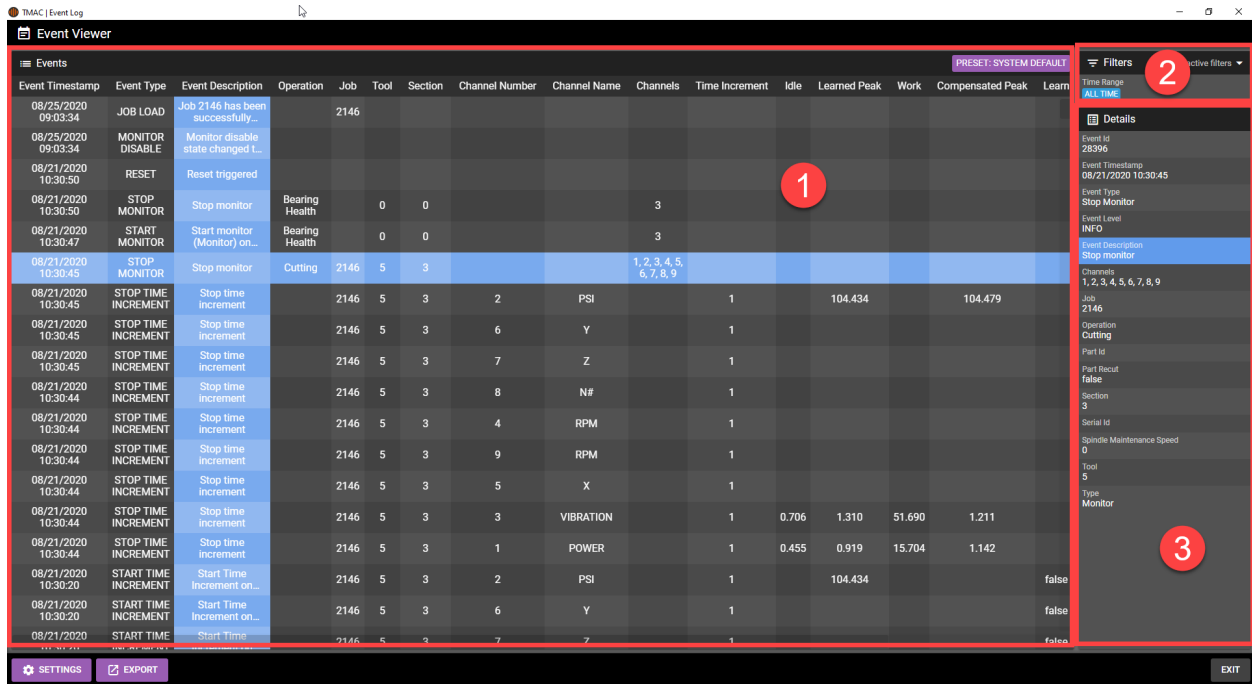 TMAC | Event Log
Event Viewer
Events
PRESET: SYSTEM DEFAULT
Event Timestamp Event Type Event Description Operation Job Tool Section Channel Number Channel Name Channels Time Increment Idle Learned Peak Work Compensated Peak Learn
08/25/2020 09:03:34 JOB LOAD Job 2146 has been successfully… 2146
08/25/2020 09:03:34 MONITOR DISABLE Monitor disable state changed t…
08/21/2020 10:30:50 RESET Reset triggered
08/21/2020 10:30:50 STOP MONITOR Stop monitor Bearing Health 0 0 3
08/21/2020 10:30:47 START MONITOR Start monitor (Monitor) on… Bearing Health 0 0 3
08/21/2020 10:30:45 STOP MONITOR Stop monitor Cutting 2146 5 3 1, 2, 3, 4, 5, 6, 7, 8, 9
08/21/2020 10:30:45 STOP TIME INCREMENT Stop time increment 2146 5 3 2 PSI 1 104.434 104.479
08/21/2020 10:30:45 STOP TIME INCREMENT Stop time increment 2146 5 3 6 Y 1
08/21/2020 10:30:45 STOP TIME INCREMENT Stop time increment 2146 5 3 7 Z 1
08/21/2020 10:30:44 STOP TIME INCREMENT Stop time increment 2146 5 3 8 N# 1
08/21/2020 10:30:44 STOP TIME INCREMENT Stop time increment 2146 5 3 4 RPM 1
08/21/2020 10:30:44 STOP TIME INCREMENT Stop time increment 2146 5 3 9 RPM 1
08/21/2020 10:30:44 STOP TIME INCREMENT Stop time increment 2146 5 3 5 X 1
08/21/2020 10:30:44 STOP TIME INCREMENT Stop time increment 2146 5 3 3 VIBRATION 1 0.706 1.310 51.690 1.211
08/21/2020 10:30:44 STOP TIME INCREMENT Stop time increment 2146 5 3 1 POWER 1 0.455 0.919 15.704 1.142
08/21/2020 10:30:20 START TIME INCREMENT Start Time Increment on… 2146 5 3 2 PSI 1 104.434 false
08/21/2020 10:30:20 START TIME INCREMENT Start Time Increment on… 2146 5 3 6 Y 1 false
08/21/2020 START TIME Start Time 2146 5 3 7 Z 1 false
1
Filters
2
active filters
Time Range
ALL TIME
Details
Event Id
28396
Event Timestamp
08/21/2020 10:30:45
Event Type
Stop Monitor
Event Level
INFO
Event Description
Stop monitor
Channels
1, 2, 3, 4, 5, 6, 7, 8, 9
Job
2146
Operation
Cutting
Part Id
Part Recut
false
Section
3
Serial Id
Spindle Maintenance Speed
0
Tool
5
Type
Monitor
3
SETTINGS
EXPORT
EXIT